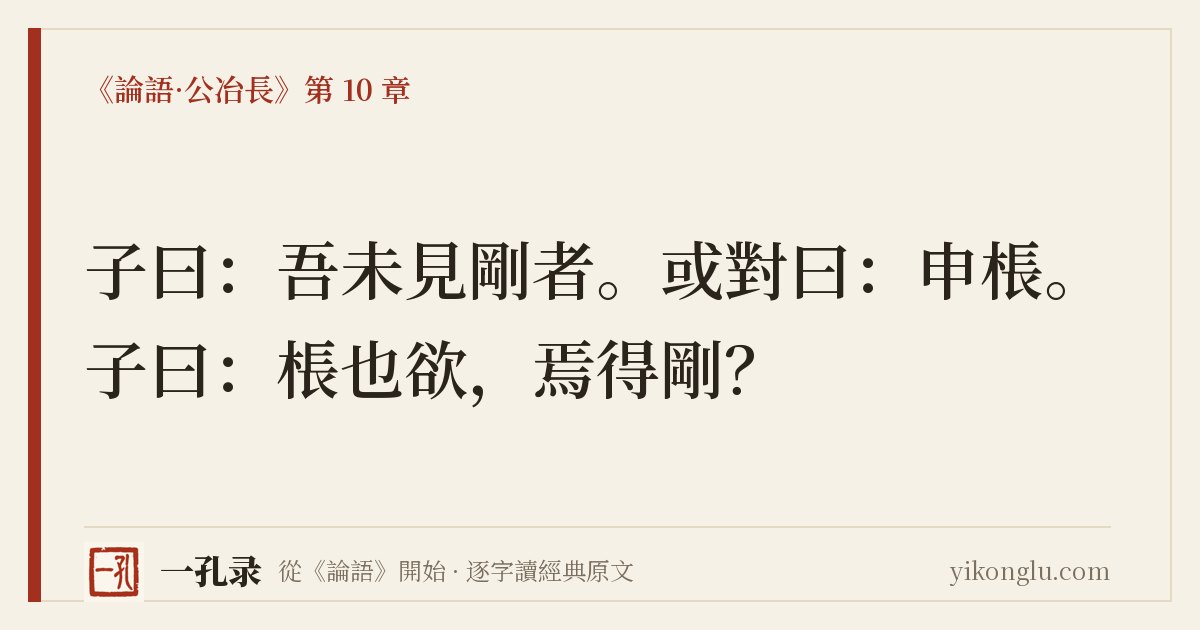 《論語·公冶長》第 10 章
子曰：吾未見剛者。或對曰：申棖。
子曰：棖也欲，焉得剛？
一孔
一孔录 從《論語》開始 · 逐字讀經典原文 yikonglu.com